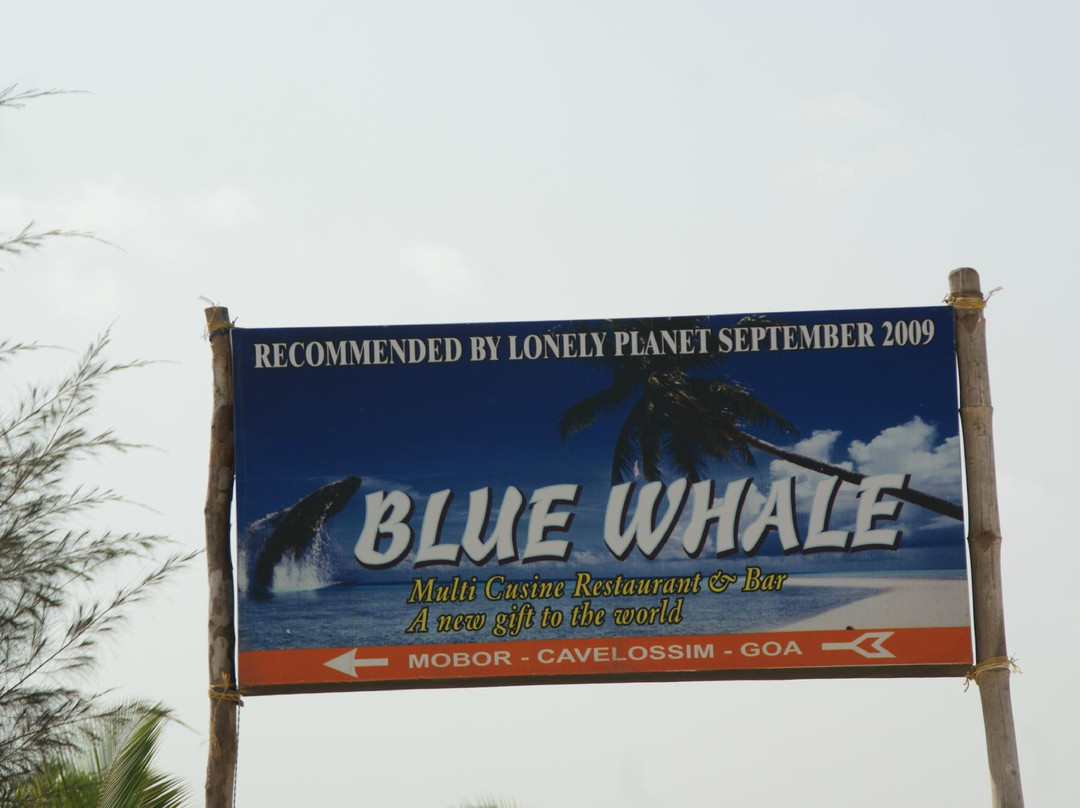 RECOMMENDED BY LONELY PLANET SEPTEMBER 2009
BLUE WHALE
Multi Cusine Restaurant & Bar
A new gift to the world
MOBOR - CAVELOSSIM - GOA